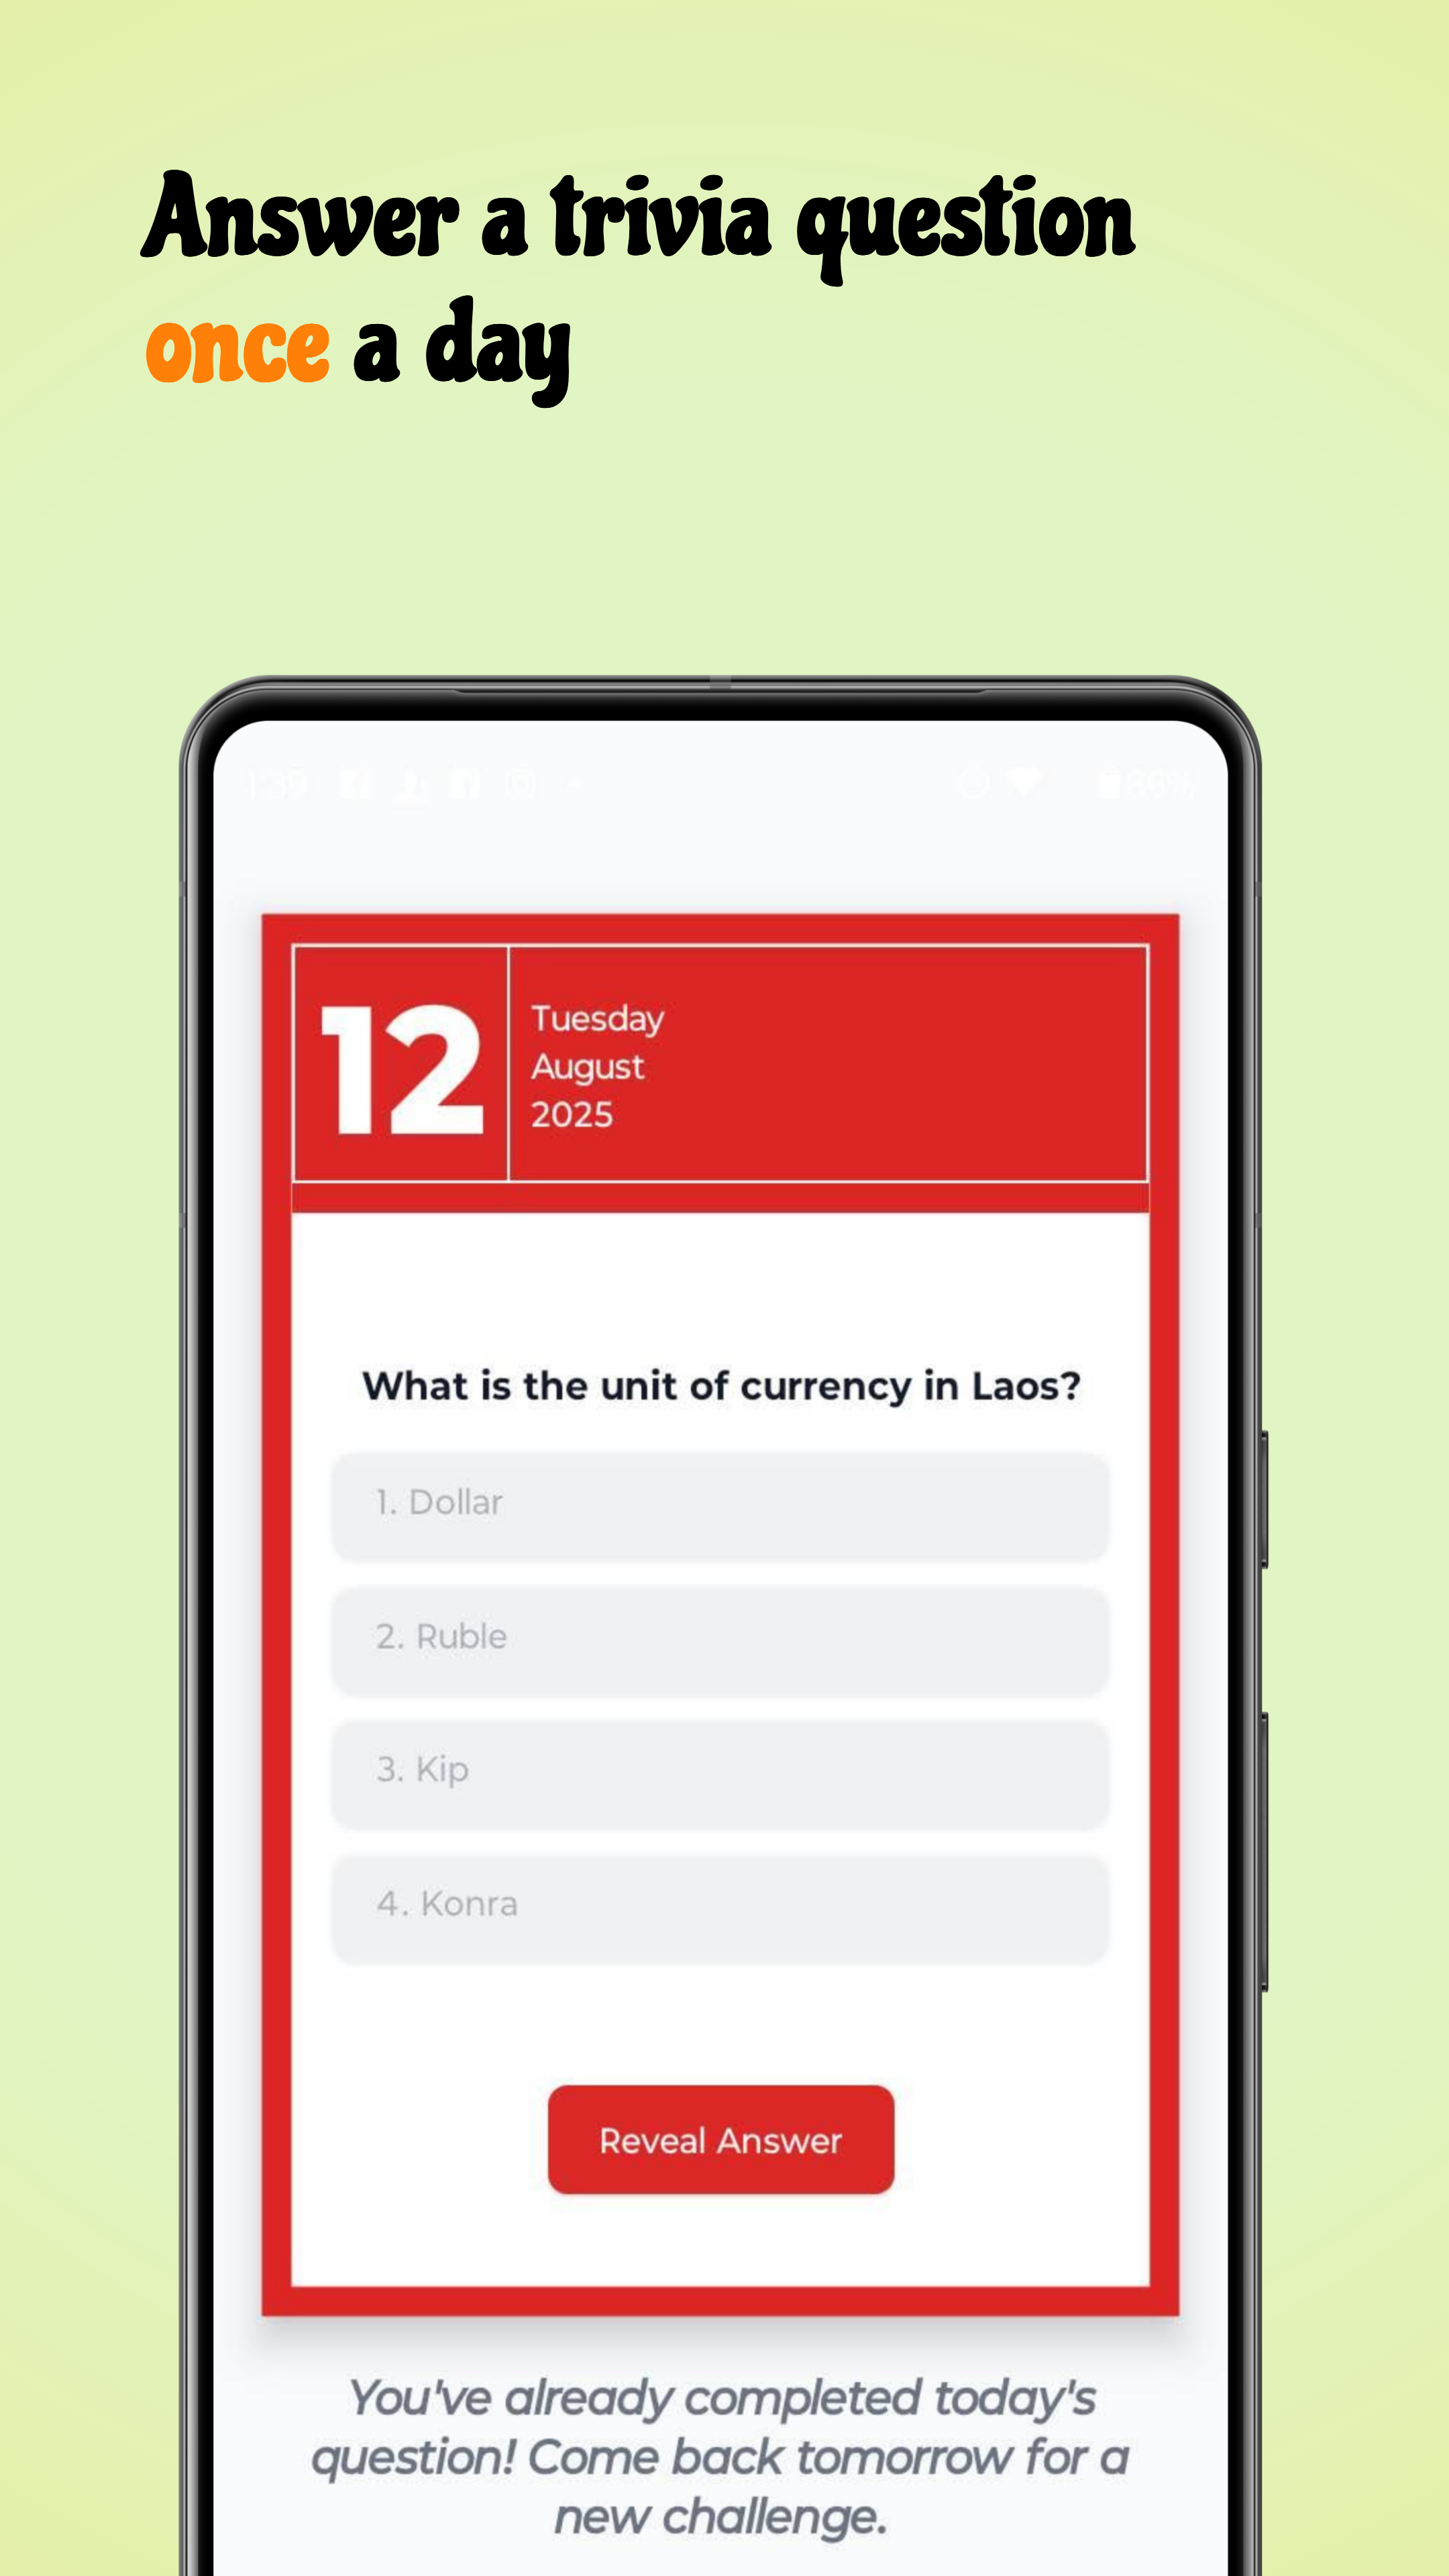 Answer a trivia question
once a day
12
Tuesday
August
2025
What is the unit of currency in Laos?
1. Dollar
2. Ruble
3. Kip
4. Konra
Reveal Answer
You've already completed today's
question! Come back tomorrow for a
new challenge.